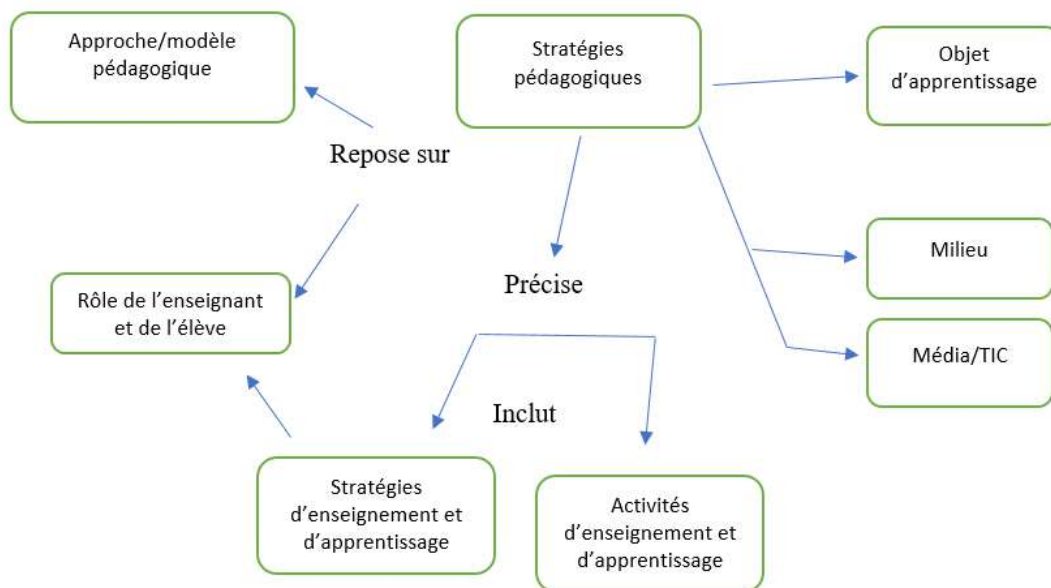 Approche/modèle
pédagogique
Stratégies
pédagogiques
Objet
d’apprentissage
Repose sur
Milieu
Précise
Rôle de l’enseignant
et de l’élève
Média/TIC
Inclut
Stratégies
d’enseignement et
d’apprentissage
Activités
d’enseignement et
d’apprentissage